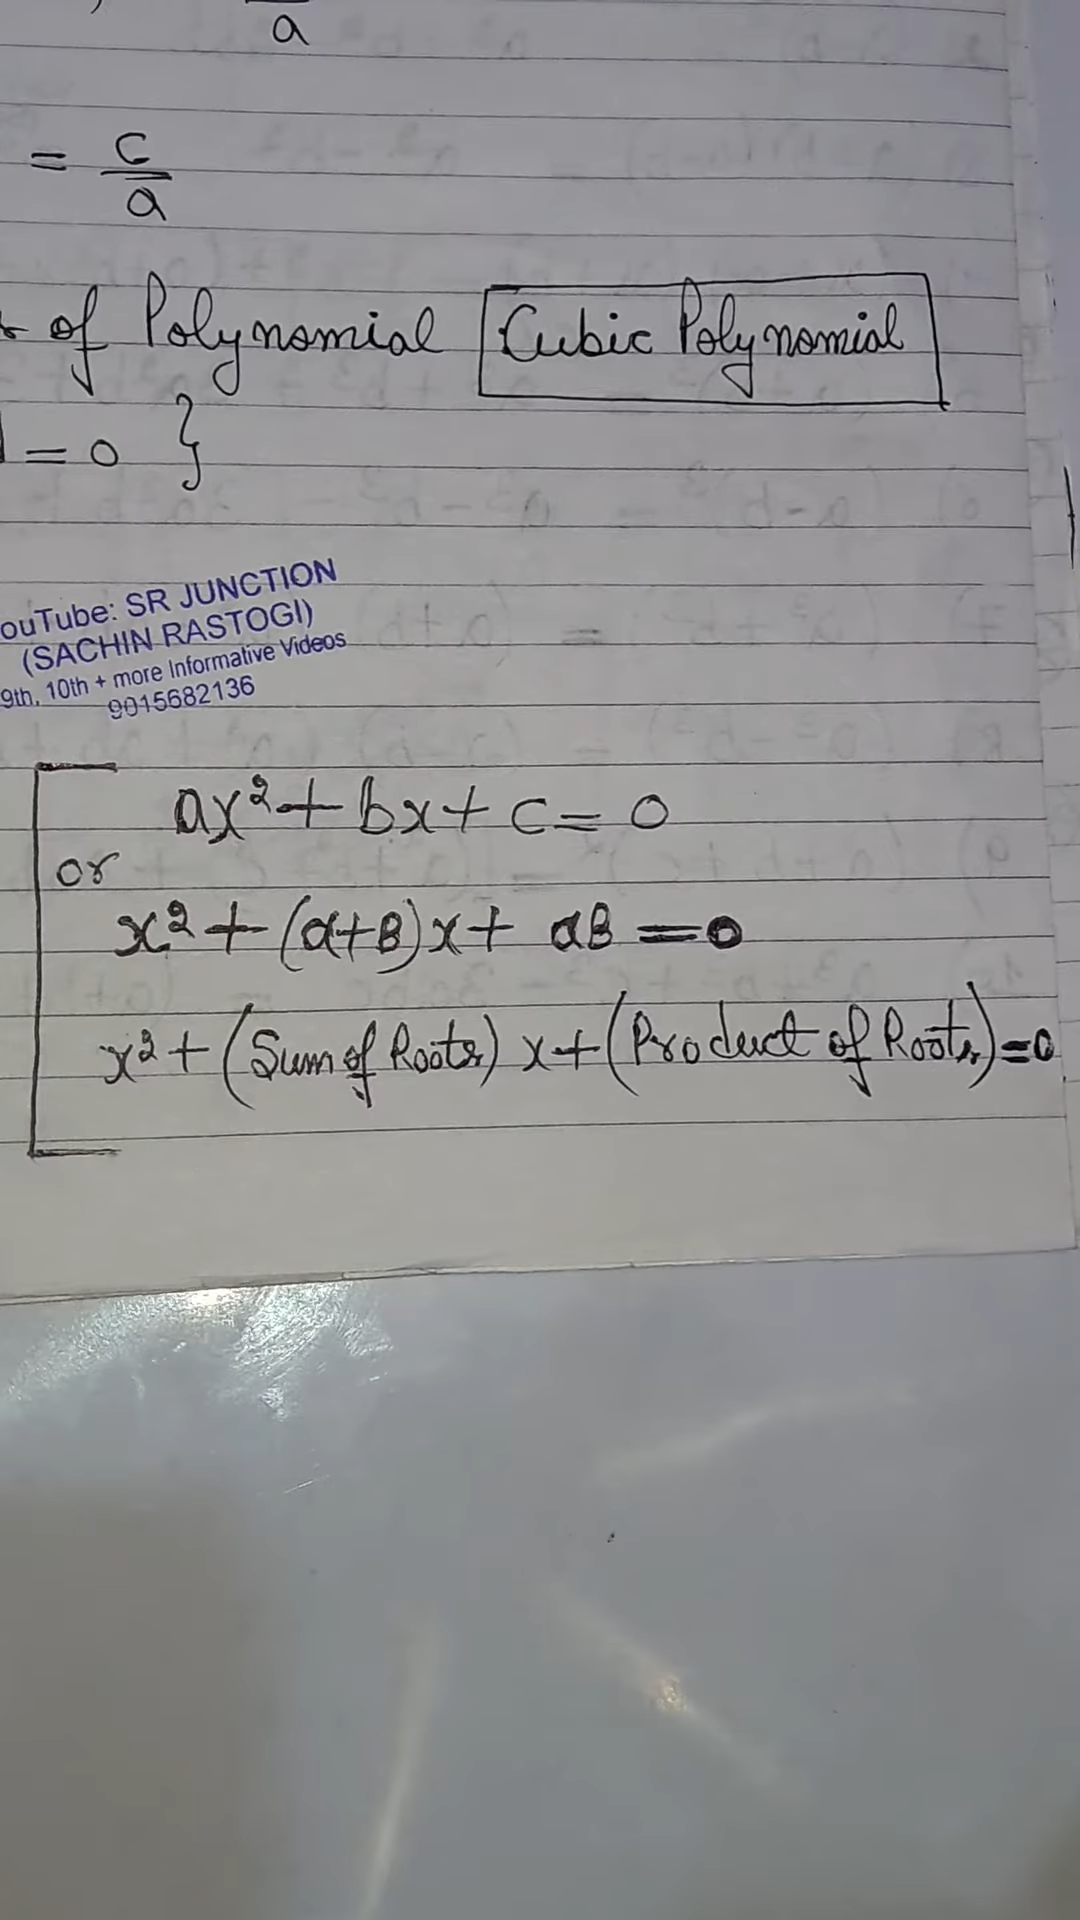 a
= c
a
of Polynomial Cubic Polynomial
= 0 }
ouTube: SR JUNCTION
(SACHIN RASTOGI)
9th, 10th + more Informative Videos
9015682136
ax²+ bx+ c= 0
or
x²+ (α+β)x+ αβ =0
x²+ (Sum of Roots) x+ (Product of Roots)=0